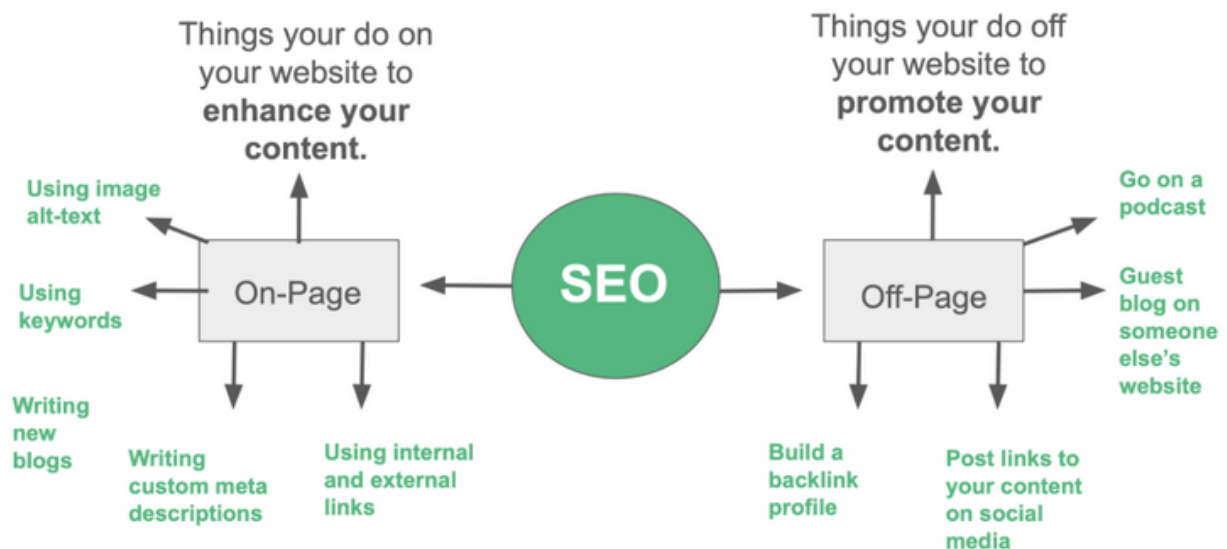 Things your do on
your website to
enhance your
content.
Using image
alt-text
Using
keywords
On-Page
Writing
new
blogs
Writing
custom meta
descriptions
Using internal
and external
links
SEO
Things your do off
your website to
promote your
content.
Off-Page
Go on a
podcast
Guest
blog on
someone
else's
website
Build a
backlink
profile
Post links to
your content
on social
media